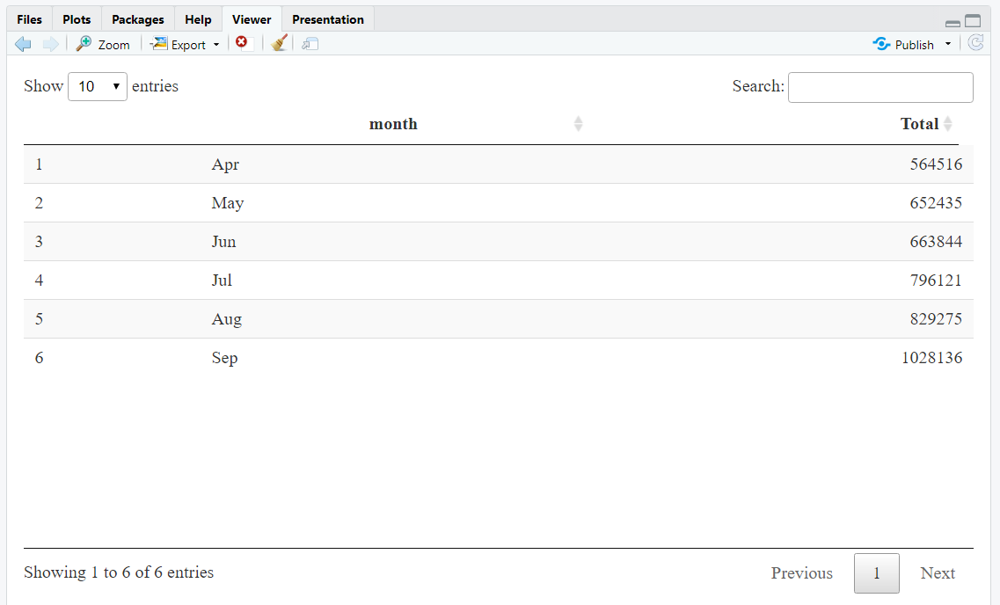 Files Plots Packages Help Viewer Presentation
Zoom Export Publish
Show 10 entries Search:
month Total
1 Apr 564516
2 May 652435
3 Jun 663844
4 Jul 796121
5 Aug 829275
6 Sep 1028136
Showing 1 to 6 of 6 entries Previous 1 Next